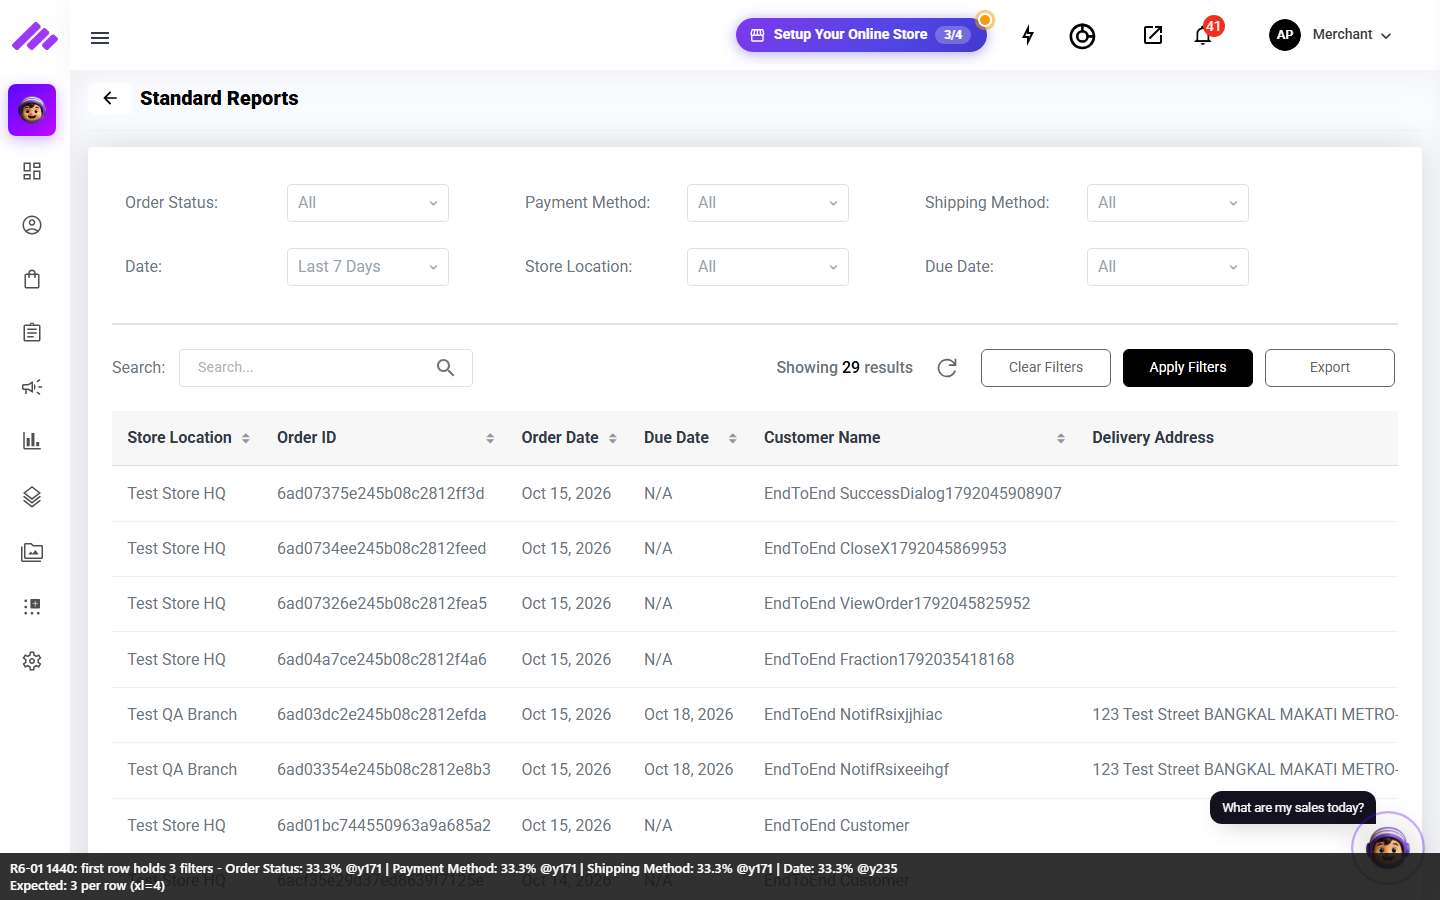 Setup Your Online Store 3/4
41
AP Merchant
Standard Reports
Order Status: All Payment Method: All Shipping Method: All
Date: Last 7 Days Store Location: All Due Date: All
Search: Search... Showing 29 results Clear Filters Apply Filters Export
Store Location Order ID Order Date Due Date Customer Name Delivery Address
Test Store HQ 6ad07375e245b08c2812ff3d Oct 15, 2026 N/A EndToEnd SuccessDialog1792045908907
Test Store HQ 6ad0734ee245b08c2812feed Oct 15, 2026 N/A EndToEnd CloseX1792045869953
Test Store HQ 6ad07326e245b08c2812fea5 Oct 15, 2026 N/A EndToEnd ViewOrder1792045825952
Test Store HQ 6ad04a7ce245b08c2812f4a6 Oct 15, 2026 N/A EndToEnd Fraction1792035418168
Test QA Branch 6ad03dc2e245b08c2812efda Oct 15, 2026 Oct 18, 2026 EndToEnd NotifRsixjjhiac 123 Test Street BANGKAL MAKATI METRO-
Test QA Branch 6ad03354e245b08c2812e8b3 Oct 15, 2026 Oct 18, 2026 EndToEnd NotifRsixeeihgf 123 Test Street BANGKAL MAKATI METRO-
What are my sales today?
Test Store HQ 6ad01bc744550963a9a685a2 Oct 15, 2026 N/A EndToEnd Customer
R6-01 1440: first row holds 3 filters - Order Status: 33.3% @y171 | Payment Method: 33.3% @y171 | Shipping Method: 33.3% @y171 | Date: 33.3% @y235
Expected: 3 per row (xl=4)